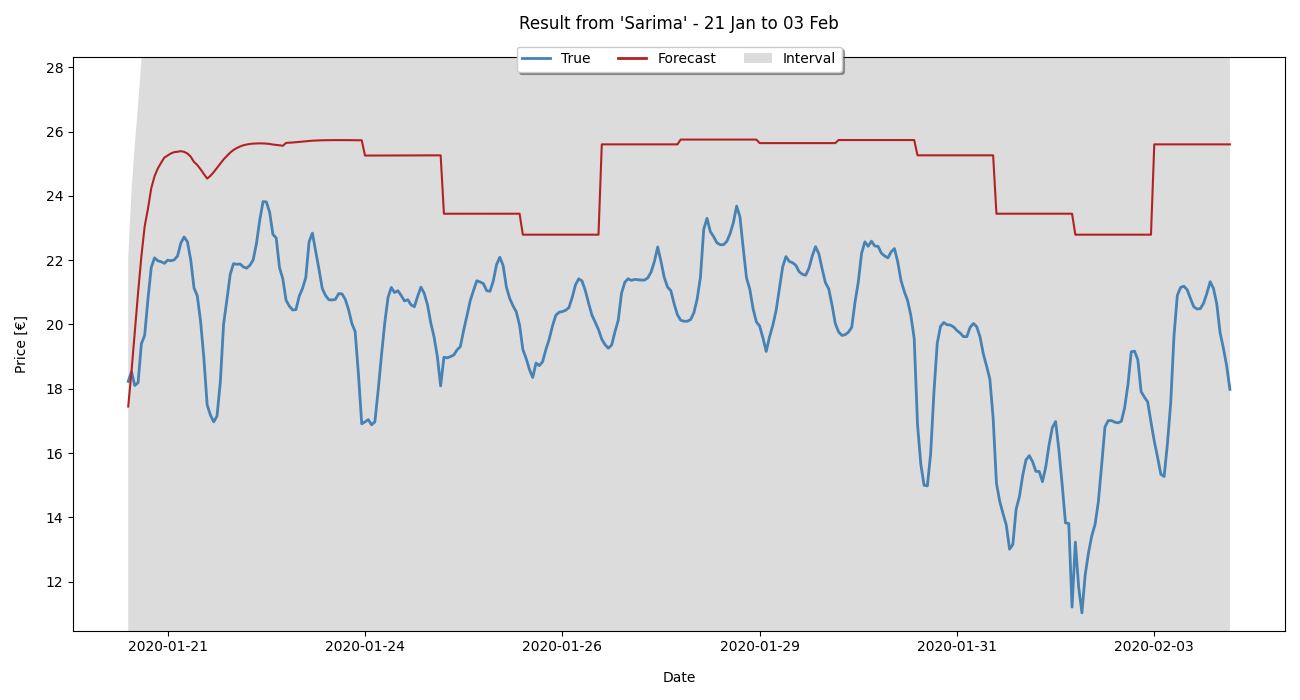 Result from 'Sarima' - 21 Jan to 03 Feb
True Forecast Interval
28
26
24
22
20
18
16
14
12
Price [€]
2020-01-21 2020-01-24 2020-01-26 2020-01-29 2020-01-31 2020-02-03
Date